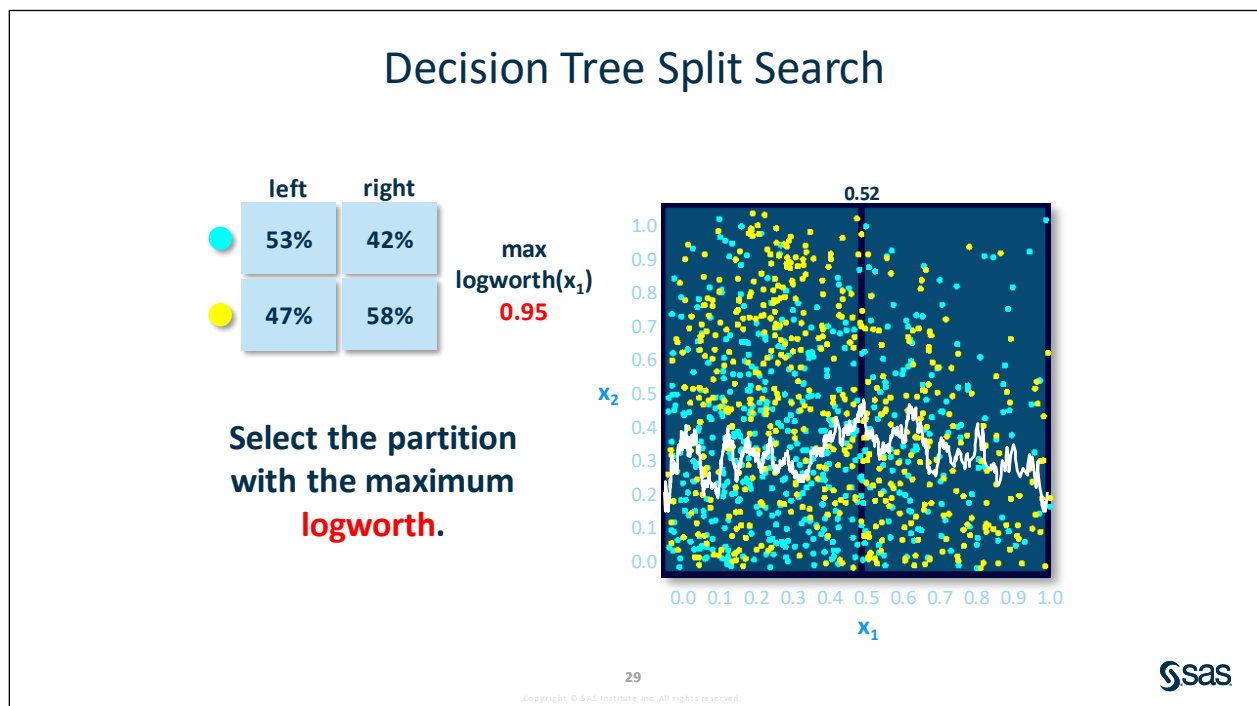 Decision Tree Split Search
left right
53% 42%
47% 58%
max
logworth(x₁)
0.95
Select the partition
with the maximum
logworth.
0.52
1.0
0.9
0.8
0.7
0.6
x₂ 0.5
0.4
0.3
0.2
0.1
0.0
0.0 0.1 0.2 0.3 0.4 0.5 0.6 0.7 0.8 0.9 1.0
x₁
29
Copyright © SAS Institute Inc. All rights reserved.
sas